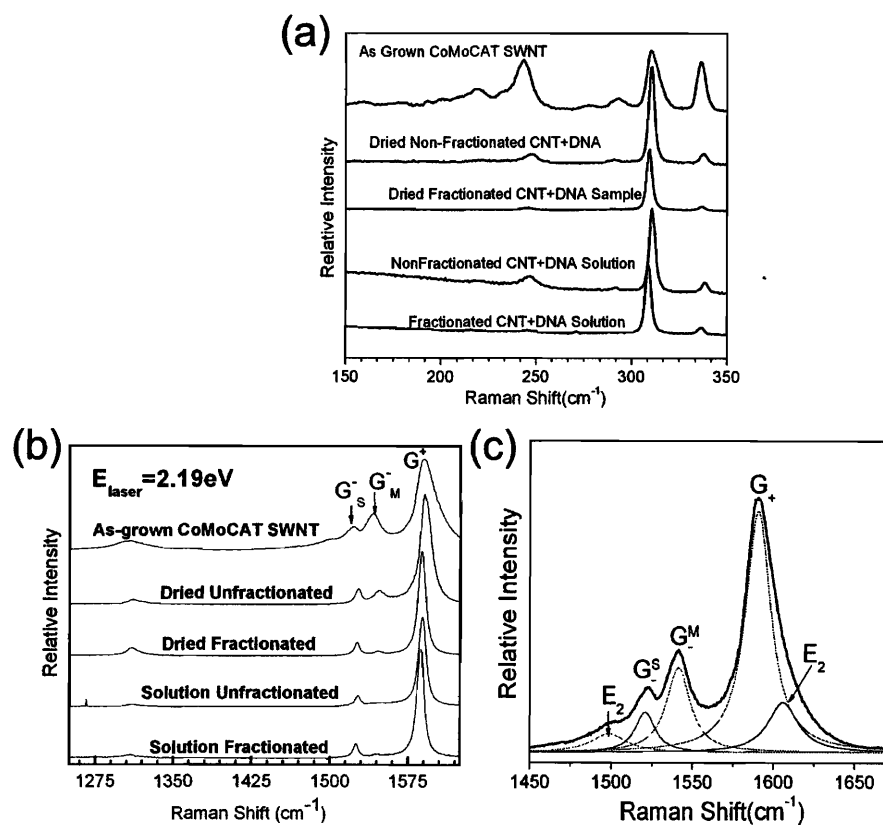 (a)
As Grown CoMoCAT SWNT
Dried Non-Fractionated CNT+DNA
Dried Fractionated CNT+DNA Sample
NonFractionated CNT+DNA Solution
Fractionated CNT+DNA Solution
Relative Intensity
150 200 250 300 350
Raman Shift(cm⁻¹)
(b)
E_laser=2.19eV
G⁻_S
G⁻_M
G⁺
As-grown CoMoCAT SWNT
Dried Unfractionated
Dried Fractionated
Solution Unfractionated
Solution Fractionated
Relative Intensity
1275 1350 1425 1500 1575
Raman Shift (cm⁻¹)
(c)
G₊
G₋^M
G₋^S
E₂
E₂
Relative Intensity
1450 1500 1550 1600 1650
Raman Shift(cm⁻¹)